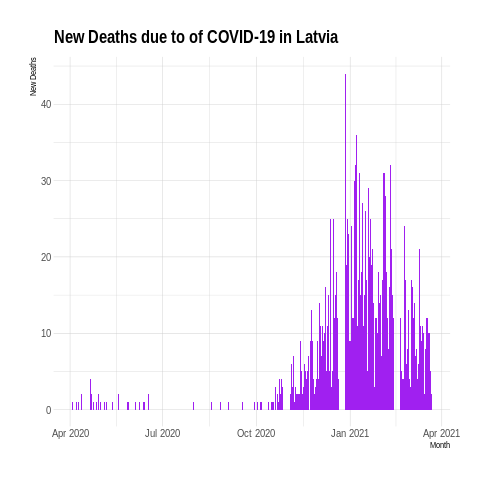 New Deaths due to of COVID-19 in Latvia
New Deaths
40
30
20
10
0
Apr 2020 Jul 2020 Oct 2020 Jan 2021 Apr 2021
Month